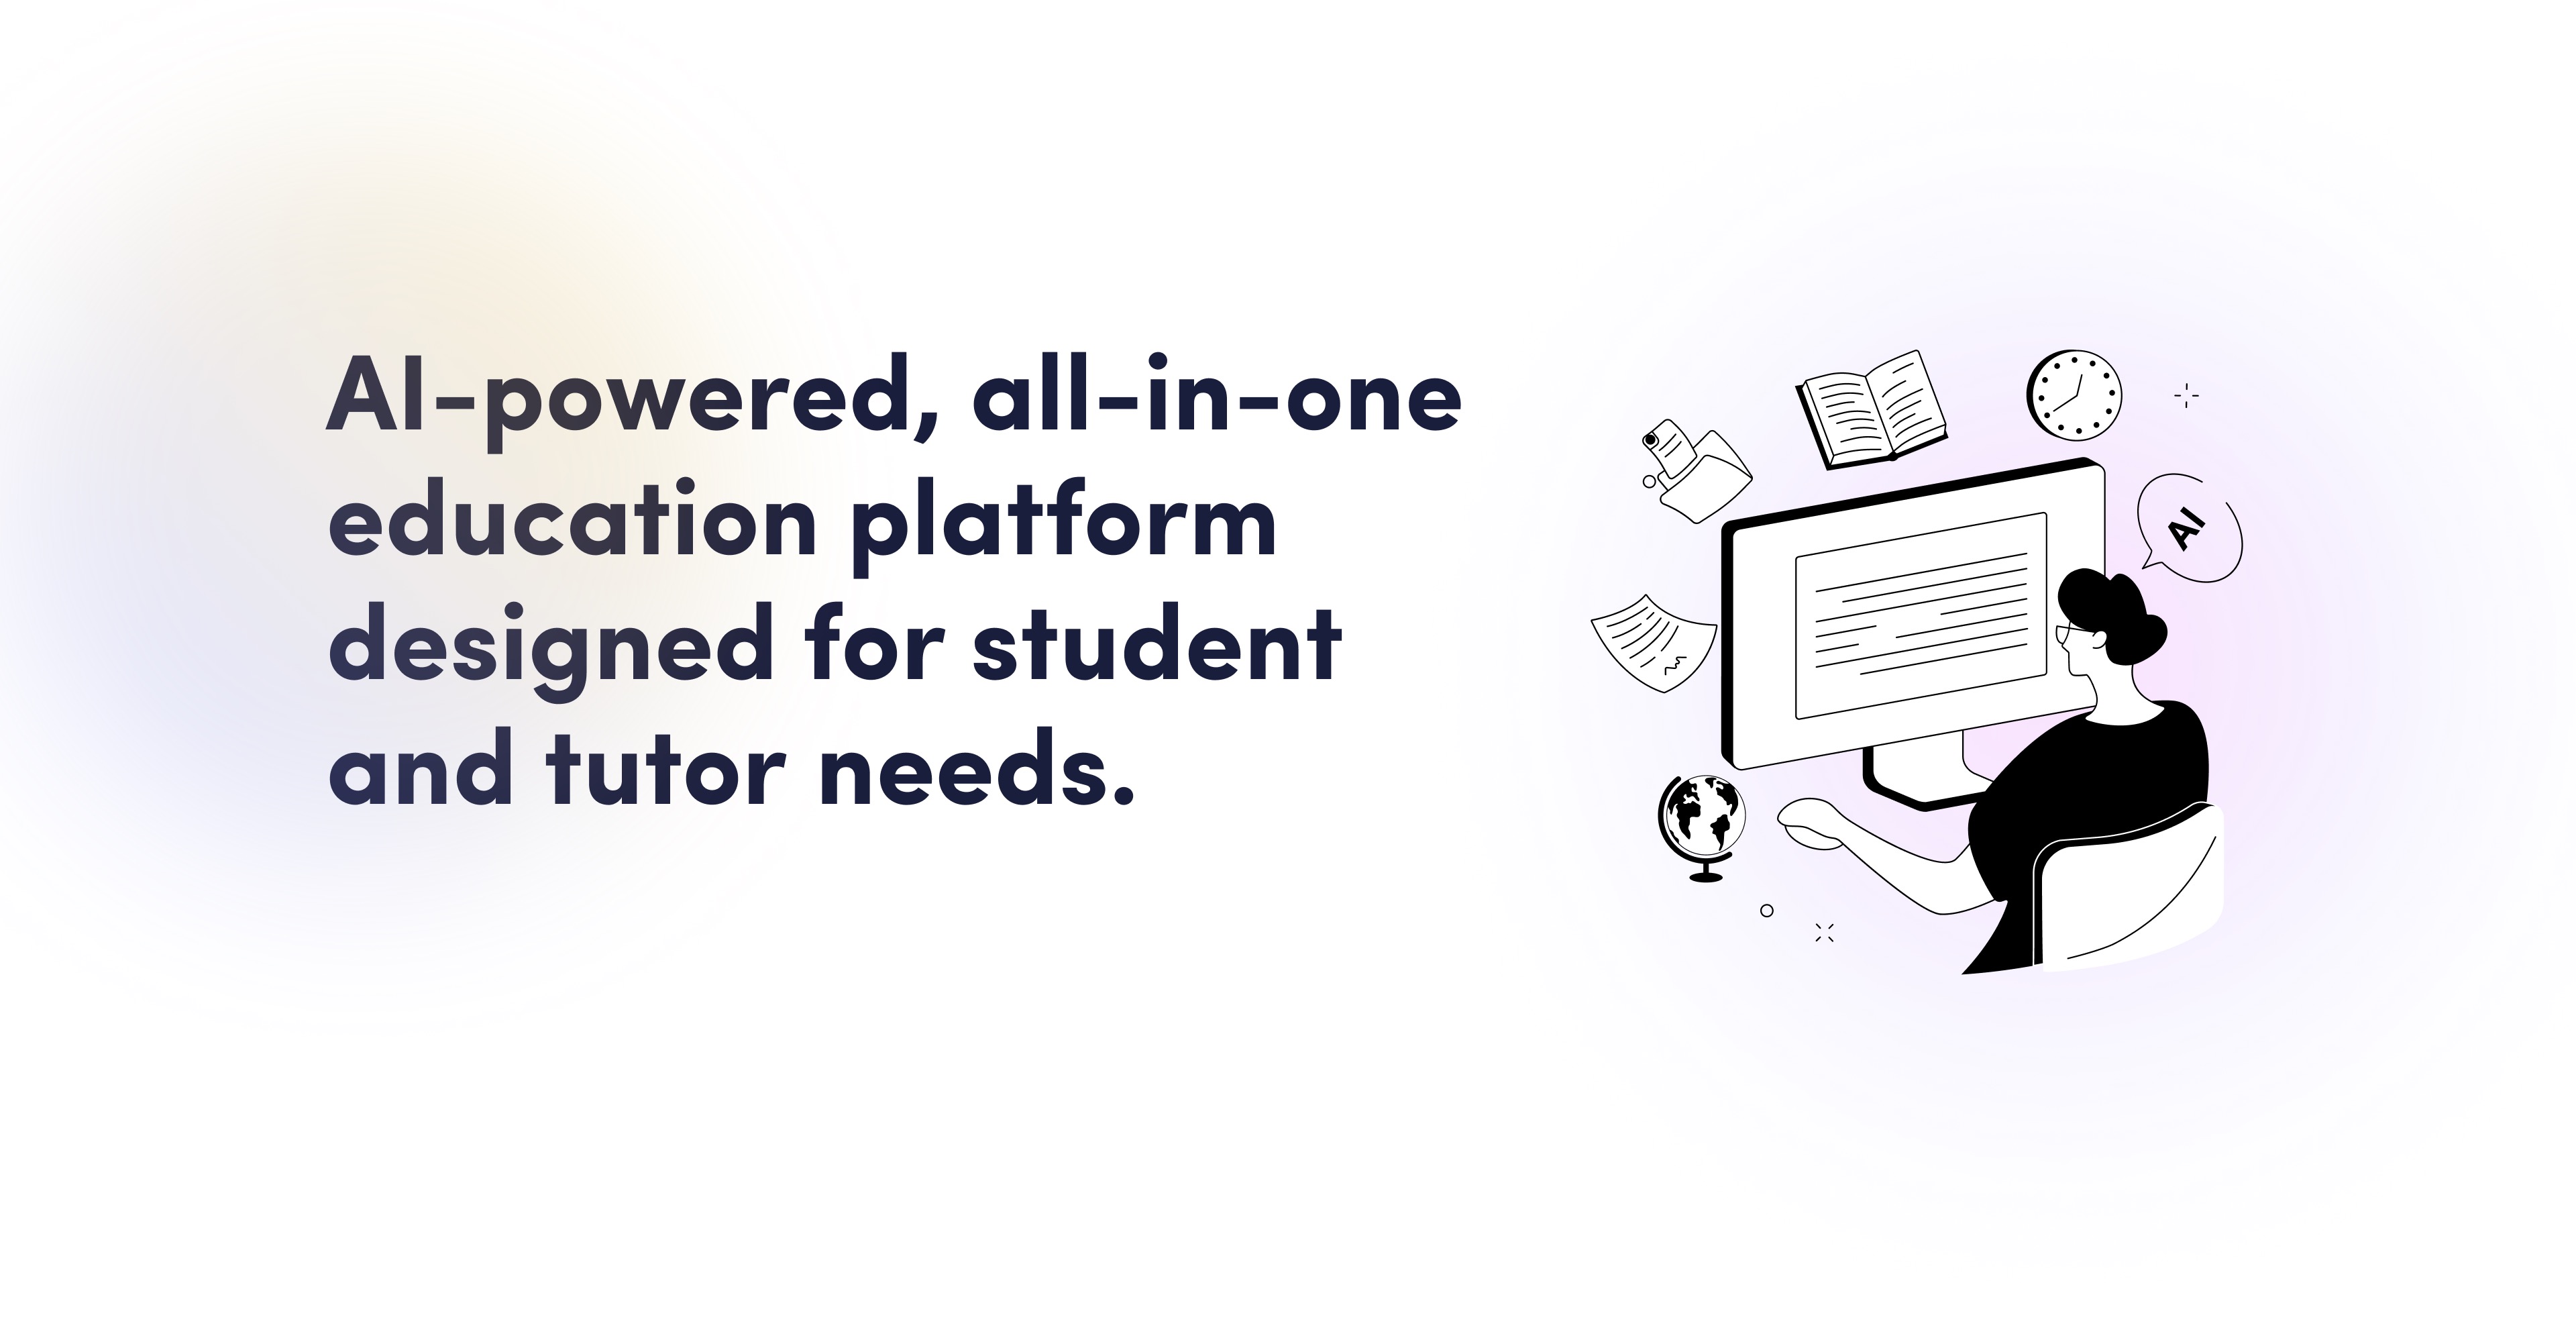 AI-powered, all-in-one
education platform
designed for student
and tutor needs.
AI